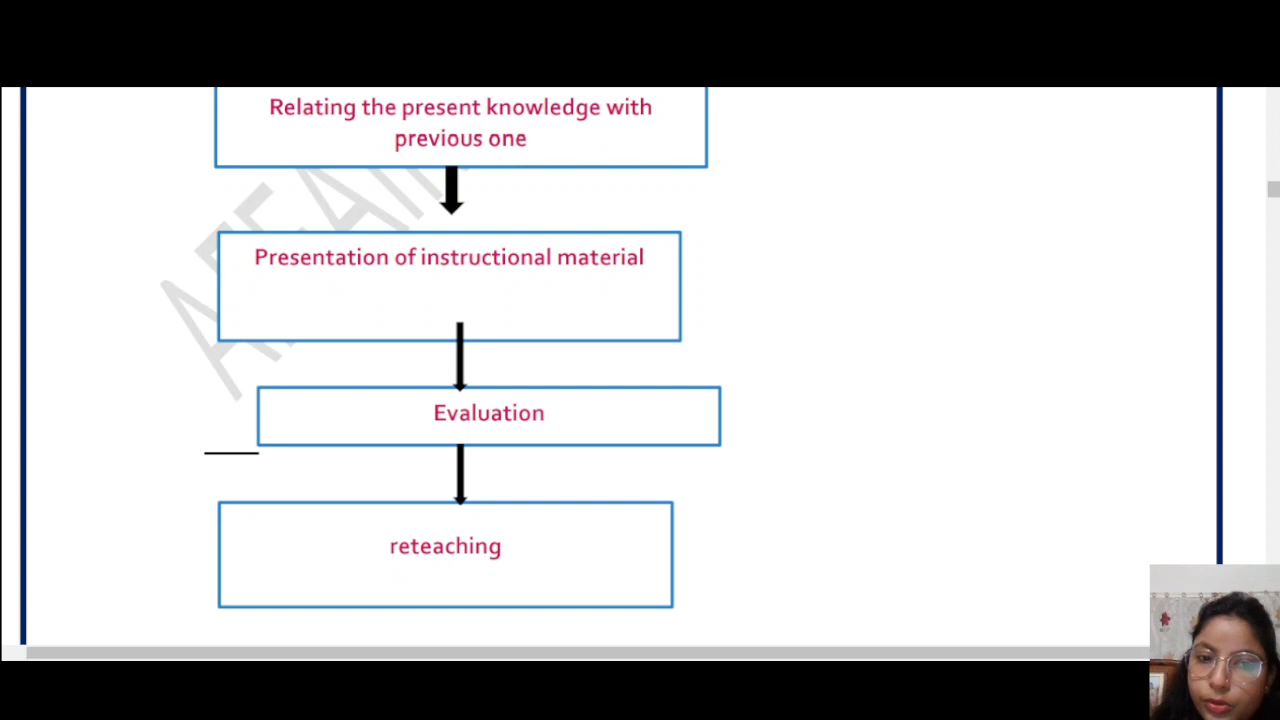 Relating the present knowledge with
previous one
Presentation of instructional material
Evaluation
reteaching